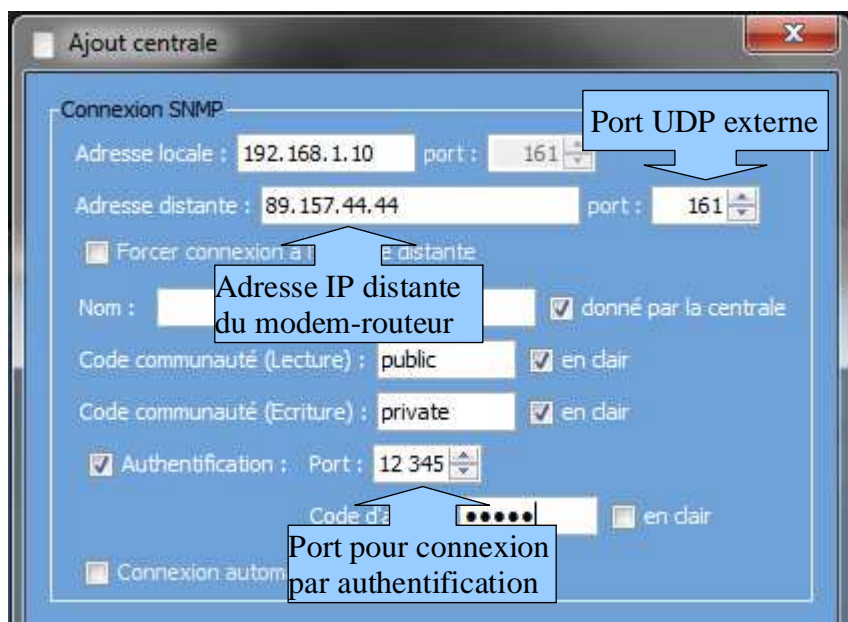 Ajout centrale
Connexion SNMP
Port UDP externe
Adresse locale : 192.168.1.10 port : 161
Adresse distante : 89.157.44.44 port : 161
Forcer connexion à distante
Adresse IP distante
du modem-routeur
Nom : donné par la centrale
Code communauté (Lecture) : public en clair
Code communauté (Ecriture) : private en clair
Authentification : Port : 12 345
Code d'a ●●●●● en clair
Port pour connexion
par authentification
Connexion autom